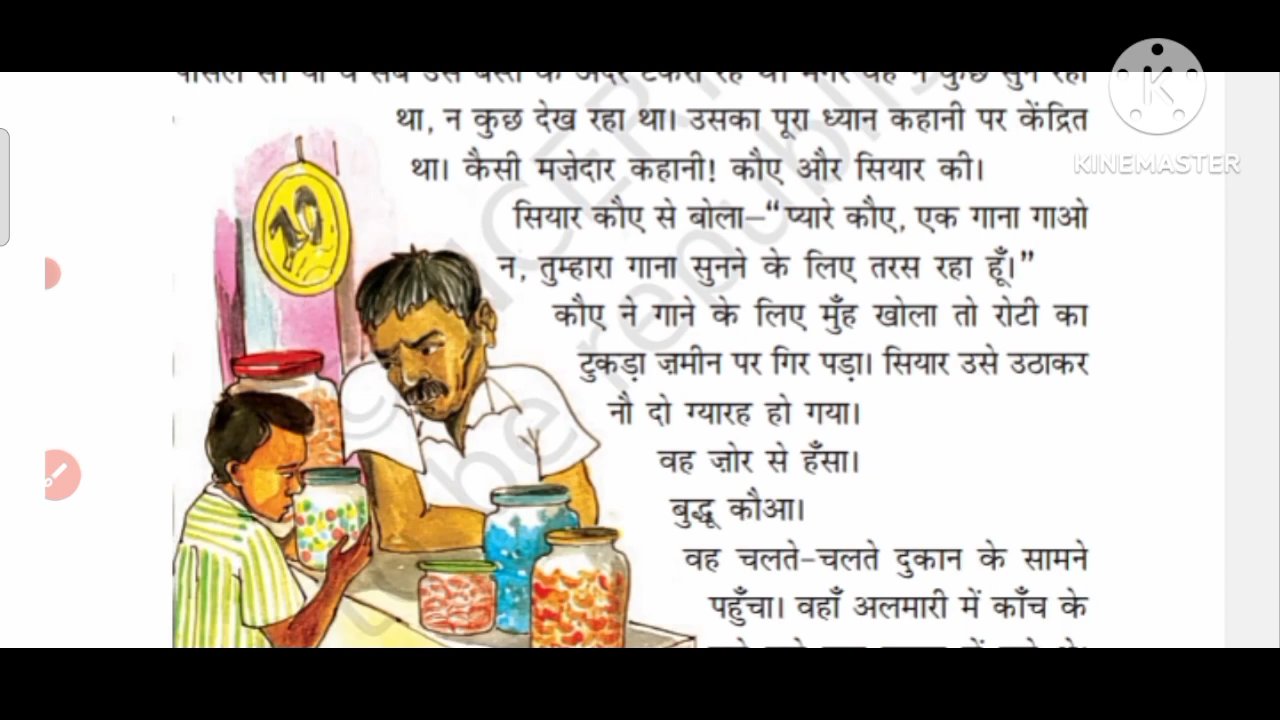 था, न कुछ देख रहा था। उसका पूरा ध्यान कहानी पर केंद्रित
था। कैसी मज़ेदार कहानी! कौए और सियार की।
सियार कौए से बोला–“प्यारे कौए, एक गाना गाओ
न, तुम्हारा गाना सुनने के लिए तरस रहा हूँ।”
कौए ने गाने के लिए मुँह खोला तो रोटी का
टुकड़ा ज़मीन पर गिर पड़ा। सियार उसे उठाकर
नौ दो ग्यारह हो गया।
वह ज़ोर से हँसा।
बुद्धू कौआ।
वह चलते-चलते दुकान के सामने
पहुँचा। वहाँ अलमारी में काँच के
K
KINEMASTER